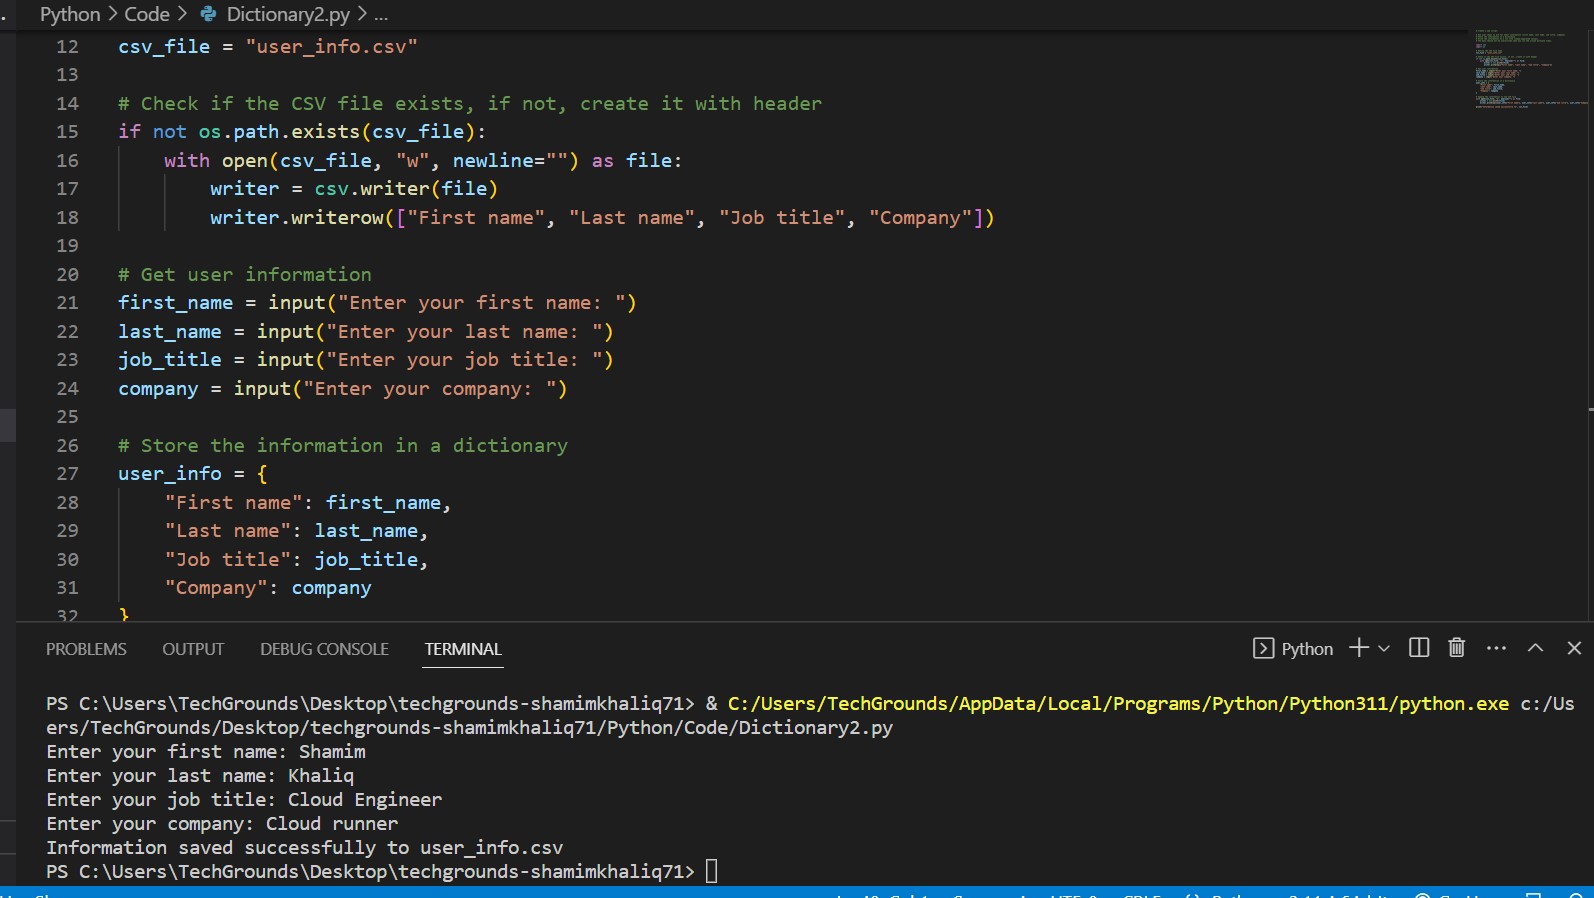 Python > Code > Dictionary2.py > ...
12 csv_file = "user_info.csv"
13
14 # Check if the CSV file exists, if not, create it with header
15 if not os.path.exists(csv_file):
16 with open(csv_file, "w", newline="") as file:
17 writer = csv.writer(file)
18 writer.writerow(["First name", "Last name", "Job title", "Company"])
19
20 # Get user information
21 first_name = input("Enter your first name: ")
22 last_name = input("Enter your last name: ")
23 job_title = input("Enter your job title: ")
24 company = input("Enter your company: ")
25
26 # Store the information in a dictionary
27 user_info = {
28 "First name": first_name,
29 "Last name": last_name,
30 "Job title": job_title,
31 "Company": company
32 }
PROBLEMS OUTPUT DEBUG CONSOLE TERMINAL Python
PS C:\Users\TechGrounds\Desktop\techgrounds-shamimkhaliq71> & C:/Users/TechGrounds/AppData/Local/Programs/Python/Python311/python.exe c:/Us
ers/TechGrounds/Desktop/techgrounds-shamimkhaliq71/Python/Code/Dictionary2.py
Enter your first name: Shamim
Enter your last name: Khaliq
Enter your job title: Cloud Engineer
Enter your company: Cloud runner
Information saved successfully to user_info.csv
PS C:\Users\TechGrounds\Desktop\techgrounds-shamimkhaliq71>